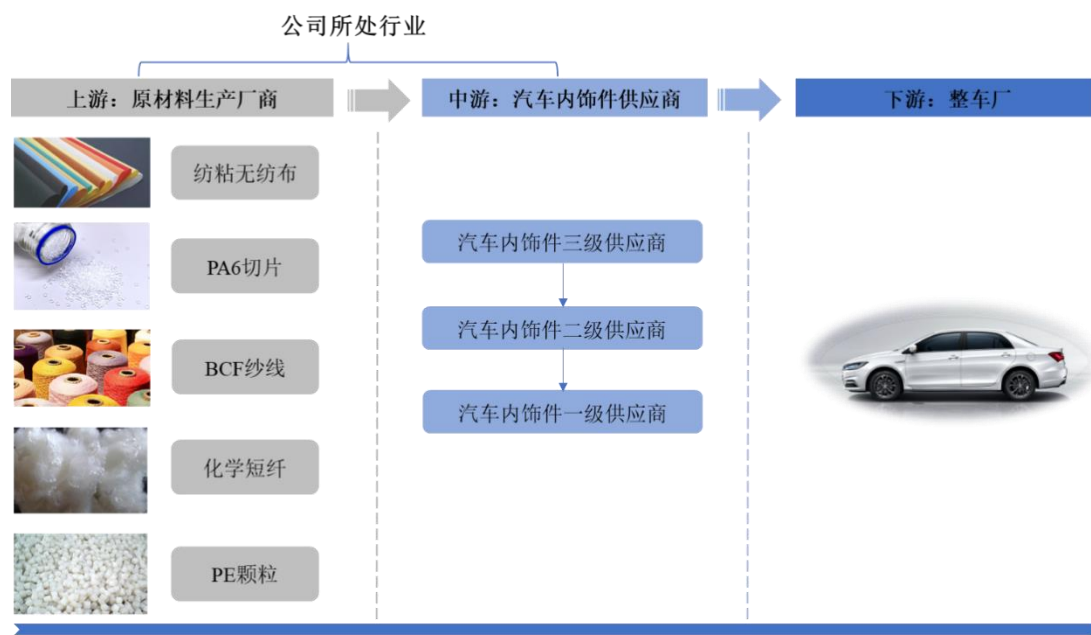 公司所处行业
上游：原材料生产厂商
中游：汽车内饰件供应商
下游：整车厂
纺粘无纺布
PA6切片
BCF纱线
化学短纤
PE颗粒
汽车内饰件三级供应商
汽车内饰件二级供应商
汽车内饰件一级供应商